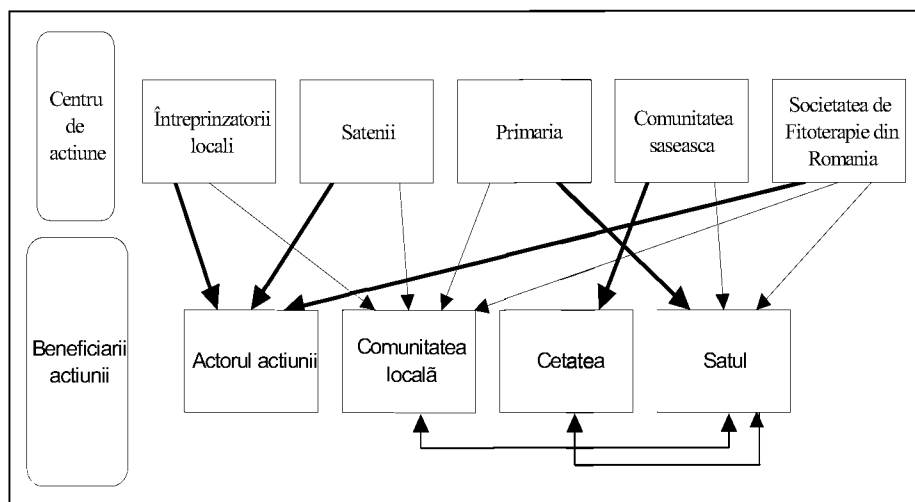 Centru
de
actiune
Întreprinzatorii
locali
Satenii
Primaria
Comunitatea
saseasca
Societatea de
Fitoterapie din
Romania
Beneficiarii
actiunii
Actorul actiunii
Comunitatea
locală
Cetatea
Satul